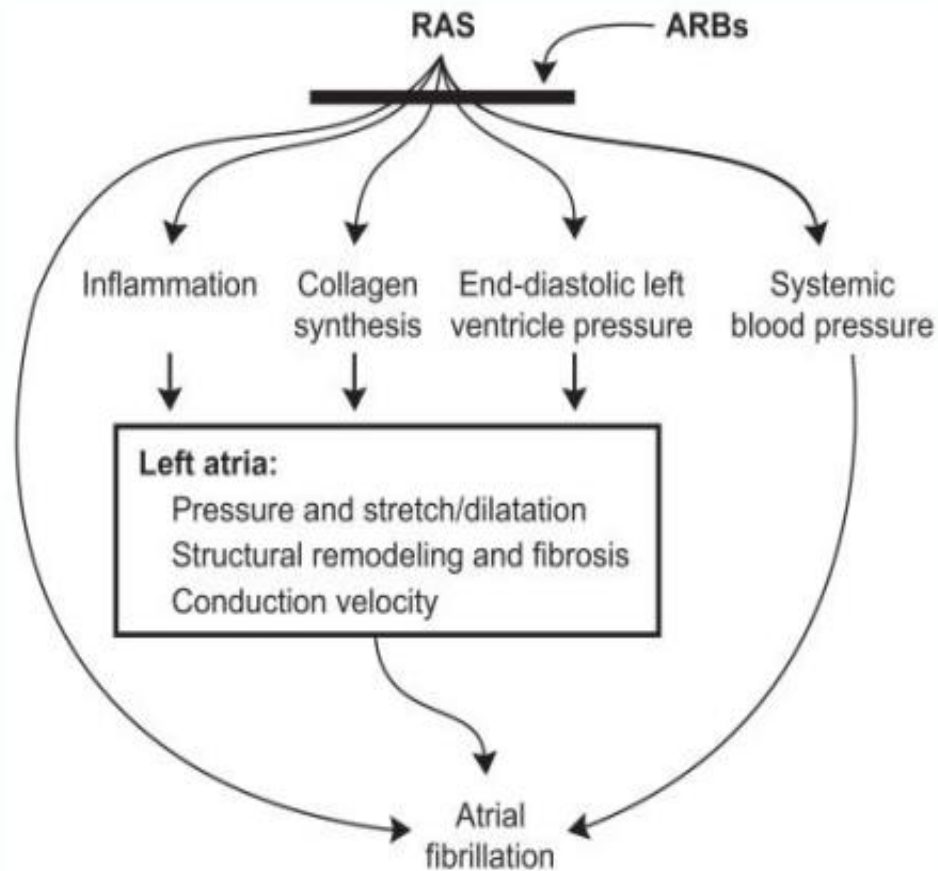 RAS
ARBs
Inflammation
Collagen
synthesis
End-diastolic left
ventricle pressure
Systemic
blood pressure
Left atria:
Pressure and stretch/dilatation
Structural remodeling and fibrosis
Conduction velocity
Atrial
fibrillation